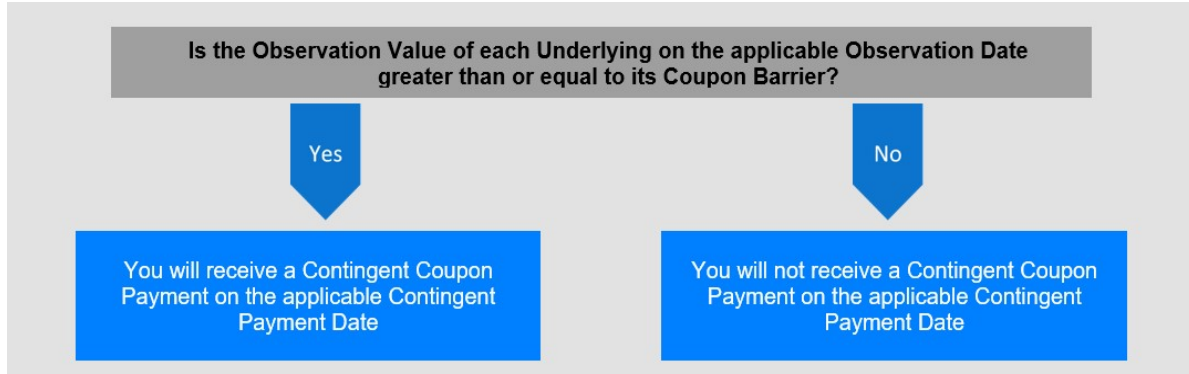 Is the Observation Value of each Underlying on the applicable Observation Date
greater than or equal to its Coupon Barrier?
Yes
No
You will receive a Contingent Coupon
Payment on the applicable Contingent
Payment Date
You will not receive a Contingent Coupon
Payment on the applicable Contingent
Payment Date